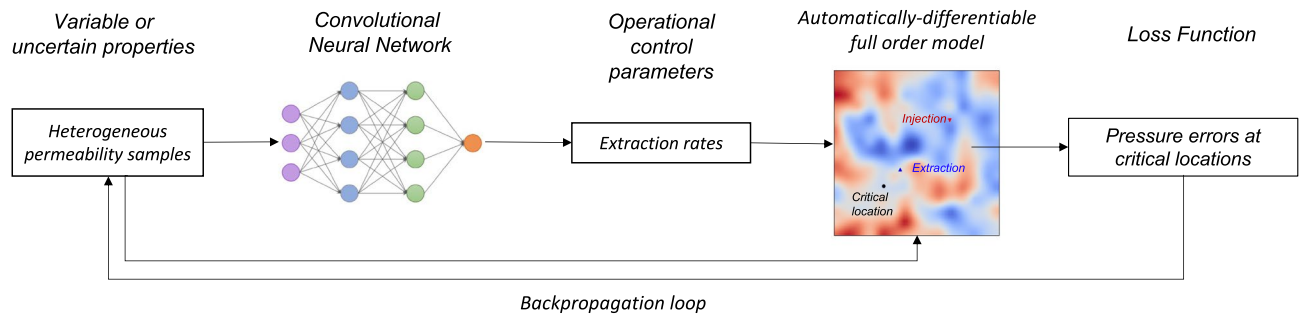 Variable or
uncertain properties
Convolutional
Neural Network
Operational
control
parameters
Automatically-differentiable
full order model
Loss Function
Heterogeneous
permeability samples
Extraction rates
Injection
Extraction
Critical
location
Pressure errors at
critical locations
Backpropagation loop